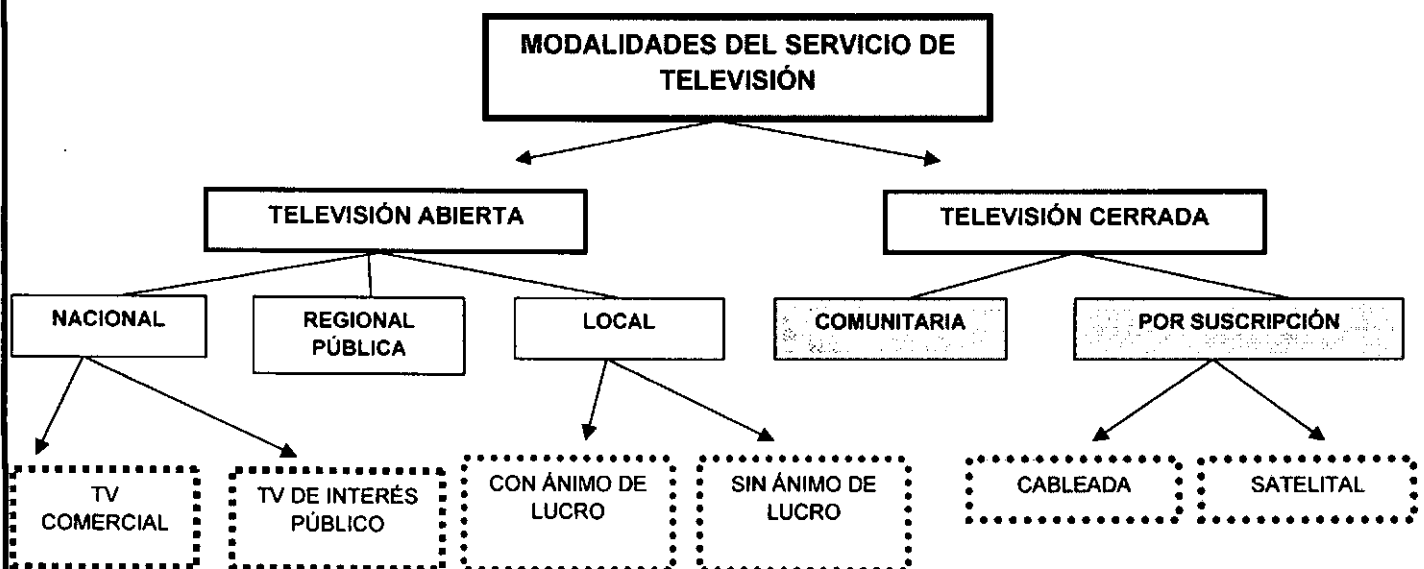 MODALIDADES DEL SERVICIO DE
TELEVISIÓN
TELEVISIÓN ABIERTA
TELEVISIÓN CERRADA
NACIONAL
REGIONAL
PÚBLICA
LOCAL
COMUNITARIA
POR SUSCRIPCIÓN
TV
COMERCIAL
TV DE INTERÉS
PÚBLICO
CON ÁNIMO DE
LUCRO
SIN ÁNIMO DE
LUCRO
CABLEADA
SATELITAL